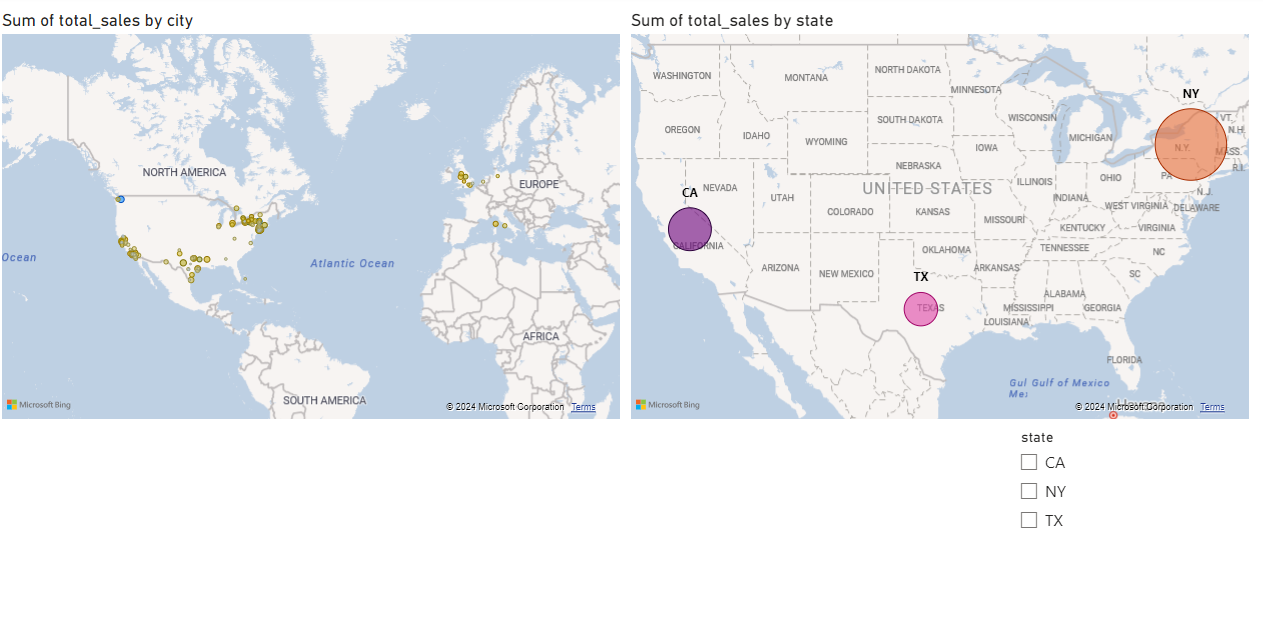 Sum of total_sales by city
NORTH AMERICA
EUROPE
Ocean
Atlantic Ocean
AFRICA
SOUTH AMERICA
Microsoft Bing
© 2024 Microsoft Corporation Terms
Sum of total_sales by state
WASHINGTON
MONTANA
NORTH DAKOTA
MINNESOTA
NY
OREGON
IDAHO
SOUTH DAKOTA
WISCONSIN
VT.
N.H.
WYOMING
MICHIGAN
IOWA
N.Y.
MASS.
NEBRASKA
R.I.
PA
CA
NEVADA
UNITED STATES
ILLINOIS
OHIO
N.J.
UTAH
INDIANA
COLORADO
KANSAS
MISSOURI
WEST VIRGINIA
DELAWARE
KENTUCKY
VIRGINIA
CALIFORNIA
OKLAHOMA
TENNESSEE
NC
ARIZONA
NEW MEXICO
TX
ARKANSAS
SC
ALABAMA
TEXAS
MISSISSIPPI
GEORGIA
LOUISIANA
FLORIDA
Gul Gulf of Mexico
Me
Microsoft Bing
© 2024 Microsoft Corporation Terms
state
CA
NY
TX